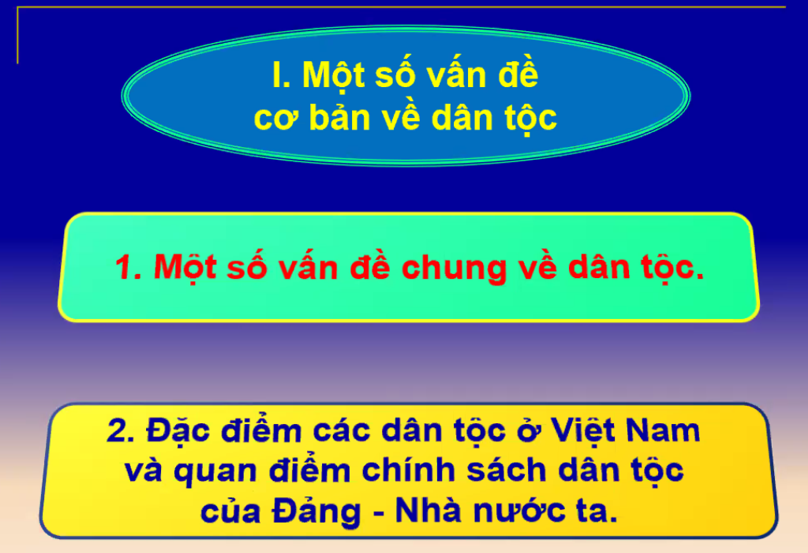 I. Một số vấn đề
cơ bản về dân tộc
1. Một số vấn đề chung về dân tộc.
2. Đặc điểm các dân tộc ở Việt Nam
và quan điểm chính sách dân tộc
của Đảng - Nhà nước ta.